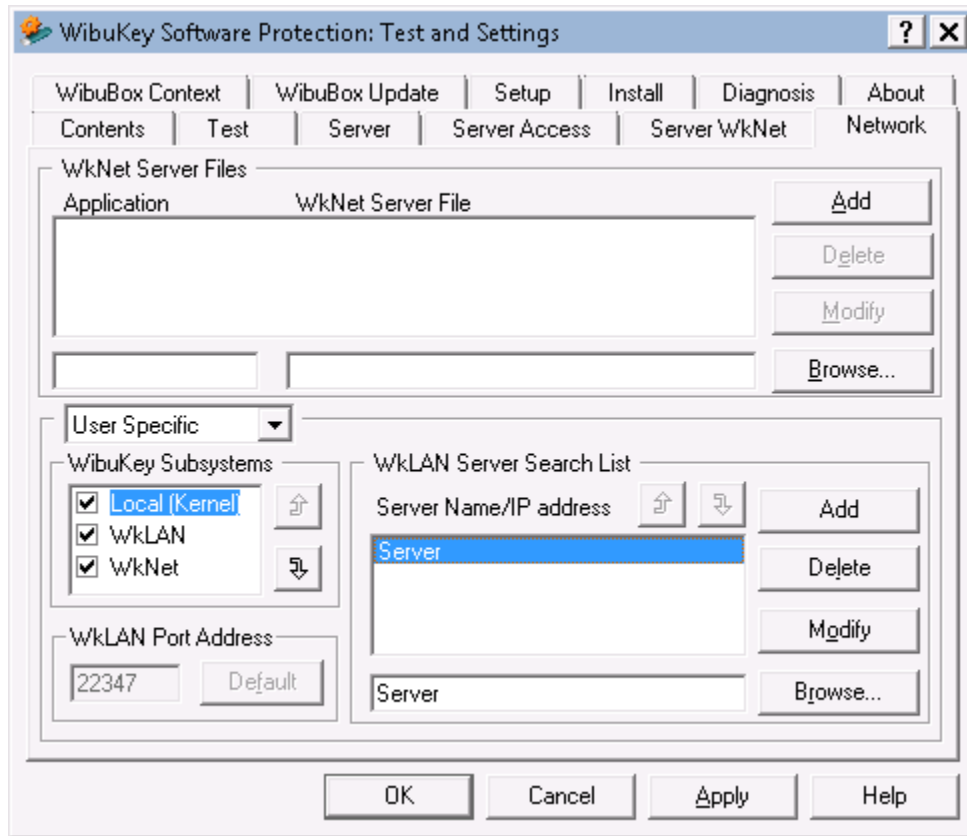 WibuKey Software Protection: Test and Settings
WibuBox Context WibuBox Update Setup Install Diagnosis About
Contents Test Server Server Access Server WkNet Network
WkNet Server Files
Application WkNet Server File Add
Delete
Modify
Browse...
User Specific
WibuKey Subsystems WkLAN Server Search List
Local (Kernel) Server Name/IP address Add
WkLAN Server
WkNet Delete
WkLAN Port Address Modify
22347 Default Server Browse...
OK Cancel Apply Help